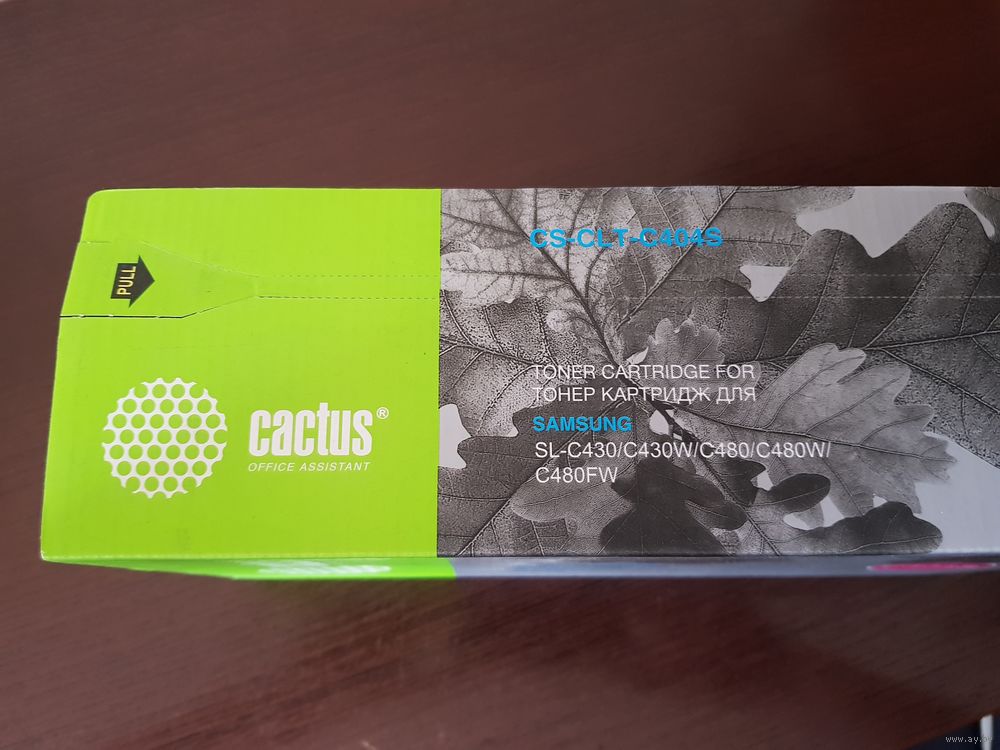 CS-CLT-C404S
PULL
TONER CARTRIDGE FOR
ТОНЕР КАРТРИДЖ ДЛЯ
SAMSUNG
SL-C430/C430W/C480/C480W/
C480FW
cactus®
OFFICE ASSISTANT